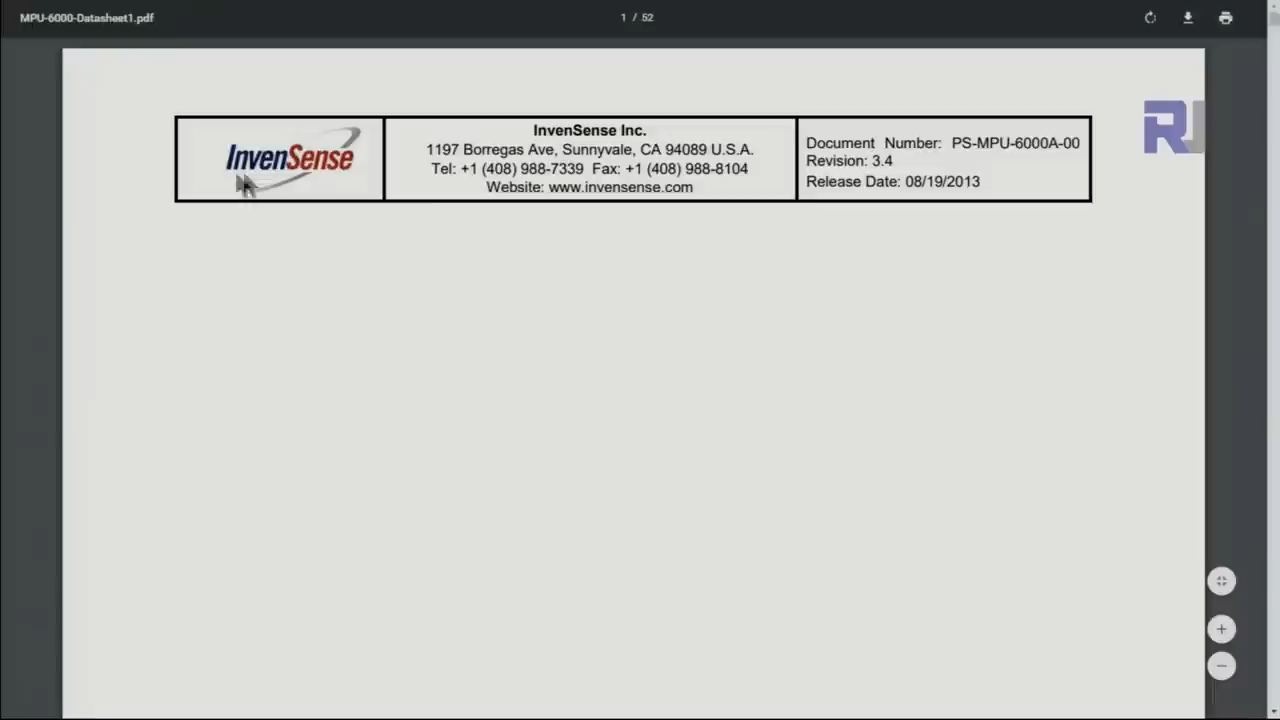 MPU-6000-Datasheet1.pdf
1 / 52
InvenSense
InvenSense Inc.
1197 Borregas Ave, Sunnyvale, CA 94089 U.S.A.
Tel: +1 (408) 988-7339 Fax: +1 (408) 988-8104
Website: www.invensense.com
Document Number: PS-MPU-6000A-00
Revision: 3.4
Release Date: 08/19/2013